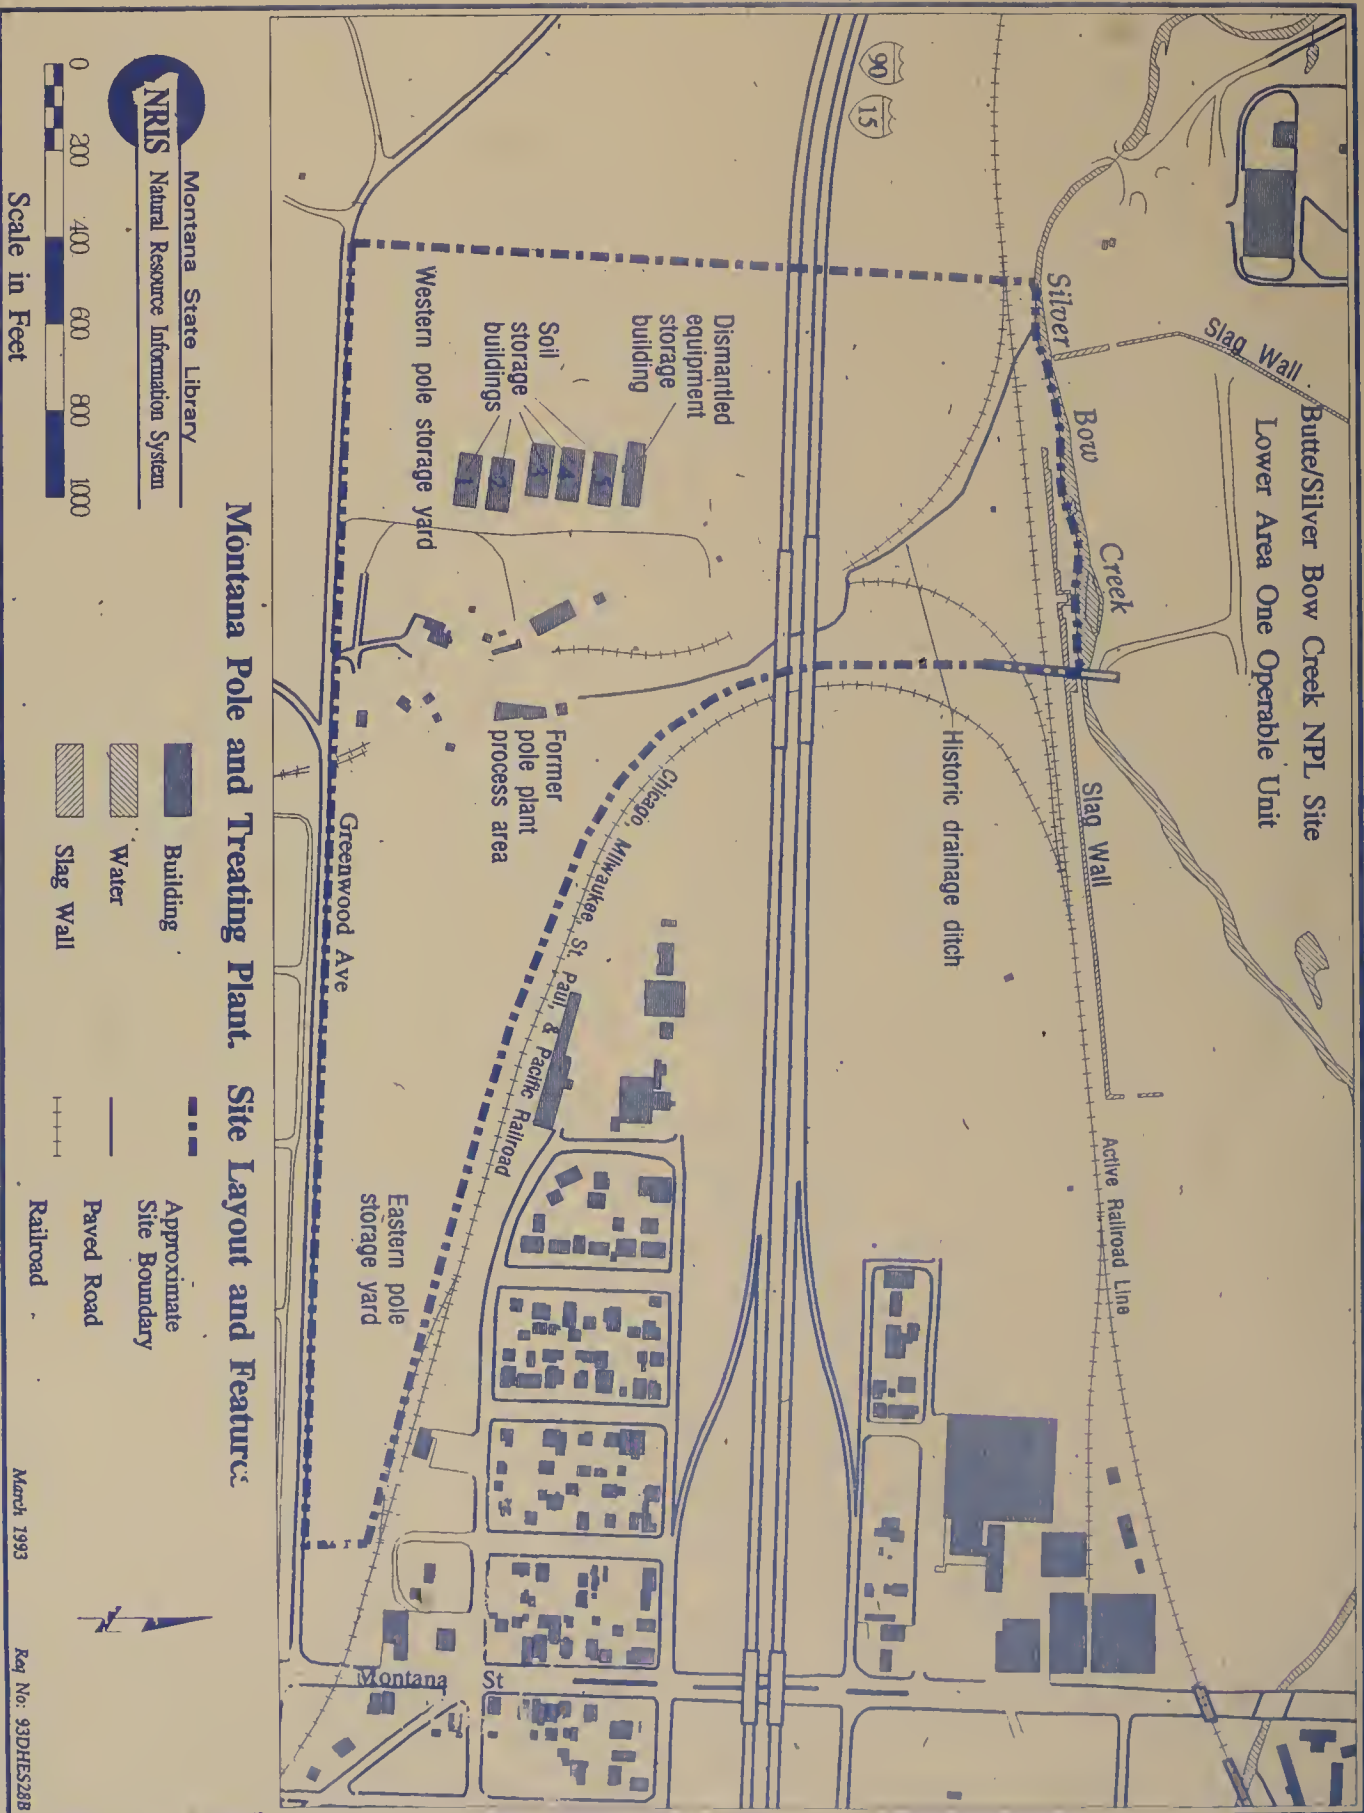 Butte/Silver Bow Creek NPL Site
Lower Area One Operable Unit
Slag Wall
Silver
Bow
Creek
Slag Wall
Active Railroad Line
90
15
Historic drainage ditch
Dismantled
equipment
storage
building
Soil
storage
buildings
5
4
3
2
1
Western pole storage yard
Former
pole plant
process area
Chicago, Milwaukee, St. Paul, & Pacific Railroad
Eastern pole
storage yard
Greenwood Ave
Montana St
Montana Pole and Treating Plant. Site Layout and Features
Montana State Library
NRIS Natural Resource Information System
0 200 400 600 800 1000
Scale in Feet
Building
Water
Slag Wall
Approximate
Site Boundary
Paved Road
Railroad
March 1993
Req No: 93DHES28B